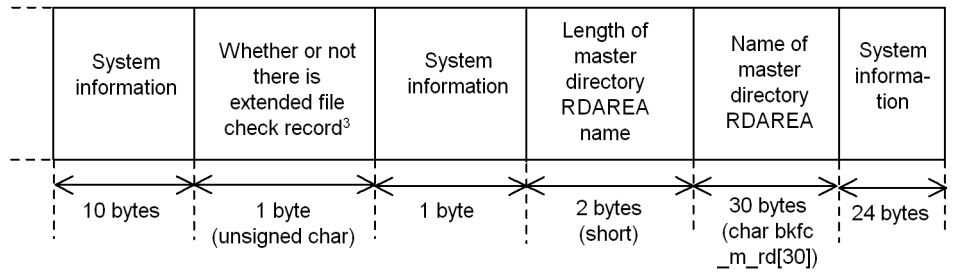 System
information
Whether or not
there is
extended file
check record³
System
information
Length of
master
directory
RDAREA
name
Name of
master
directory
RDAREA
System
informa-
tion
10 bytes
1 byte
(unsigned char)
1 byte
2 bytes
(short)
30 bytes
(char bkfc
_m_rd[30])
24 bytes